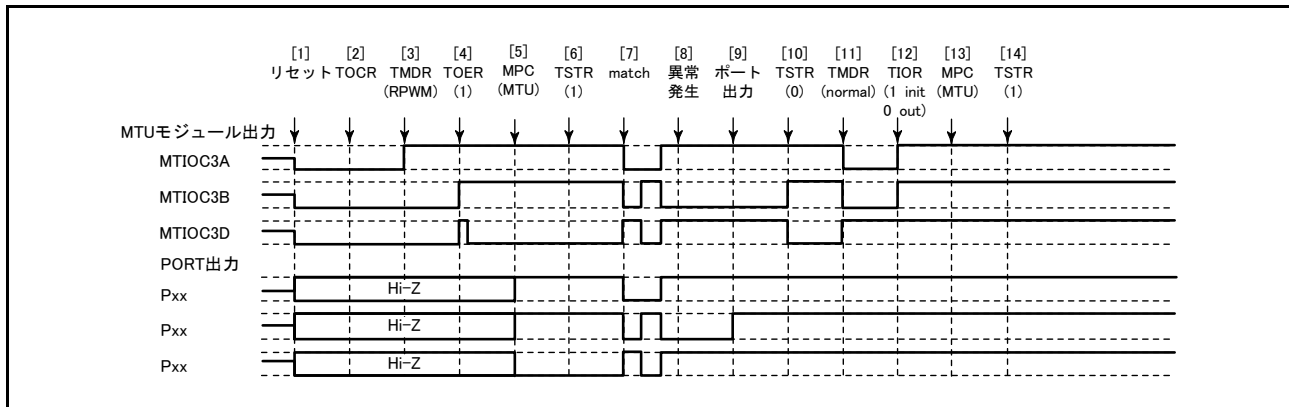 [1] [2] [3] [4] [5] [6] [7] [8] [9] [10] [11] [12] [13] [14]
リセット TOCR TMDR TOER MPC TSTR match 異常 ポート TSTR TMDR TIOR MPC TSTR
(RPWM) (1) (MTU) (1) 発生 出力 (0) (normal) (1 init (MTU) (1)
0 out)
MTUモジュール出力
MTIOC3A
MTIOC3B
MTIOC3D
PORT出力
Pxx Hi-Z
Pxx Hi-Z
Pxx Hi-Z